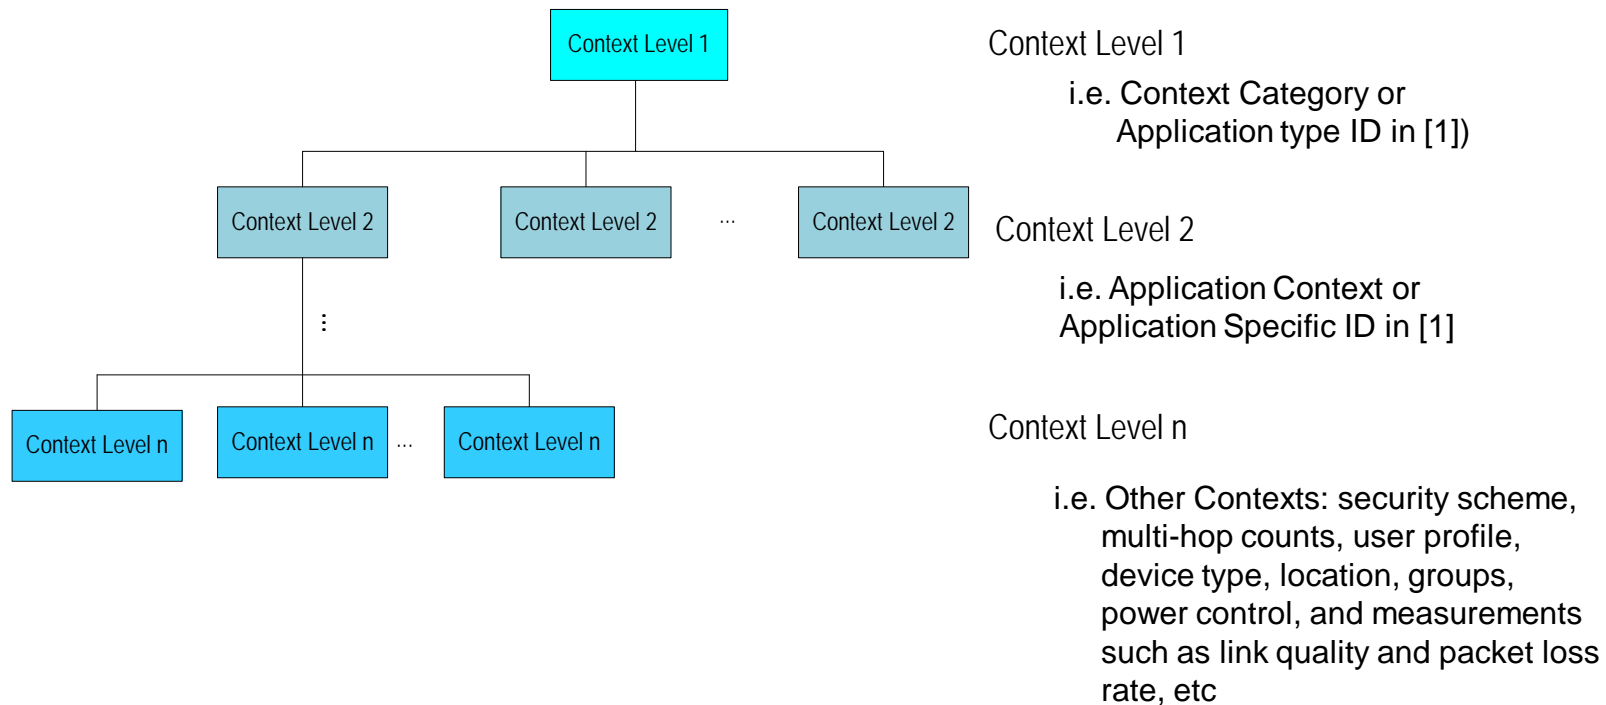 Context Level 1
Context Level 2
Context Level 2
...
Context Level 2
...
Context Level n
Context Level n
...
Context Level n
Context Level 1
i.e. Context Category or
Application type ID in [1])
Context Level 2
i.e. Application Context or
Application Specific ID in [1]
Context Level n
i.e. Other Contexts: security scheme,
multi-hop counts, user profile,
device type, location, groups,
power control, and measurements
such as link quality and packet loss
rate, etc